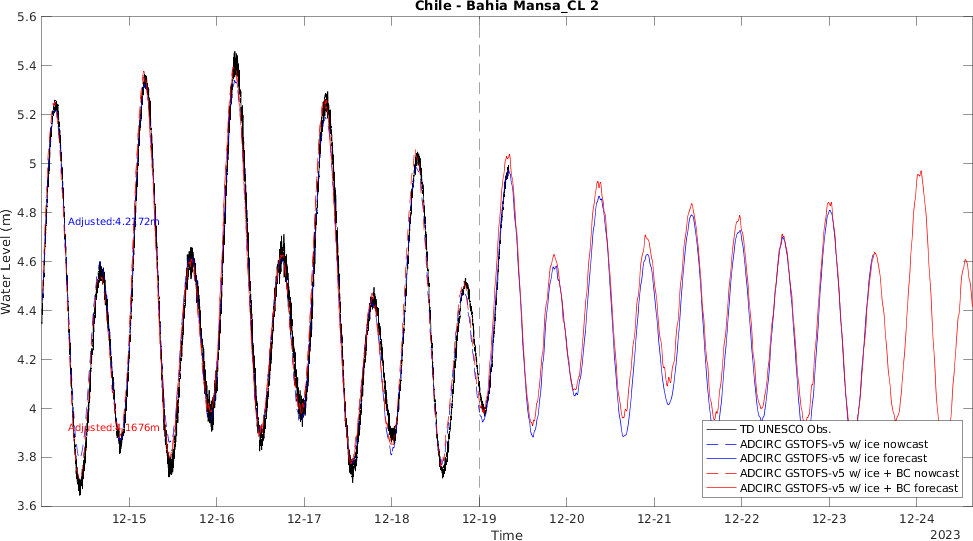 Chile - Bahia Mansa_CL 2
Water Level (m)
5.6
5.4
5.2
5
4.8
4.6
4.4
4.2
4
3.8
3.6
Adjusted:4.2172m
Adjusted:4.1676m
TD UNESCO Obs.
ADCIRC GSTOFS-v5 w/ ice nowcast
ADCIRC GSTOFS-v5 w/ ice forecast
ADCIRC GSTOFS-v5 w/ ice + BC nowcast
ADCIRC GSTOFS-v5 w/ ice + BC forecast
12-15 12-16 12-17 12-18 12-19 12-20 12-21 12-22 12-23 12-24
Time
2023